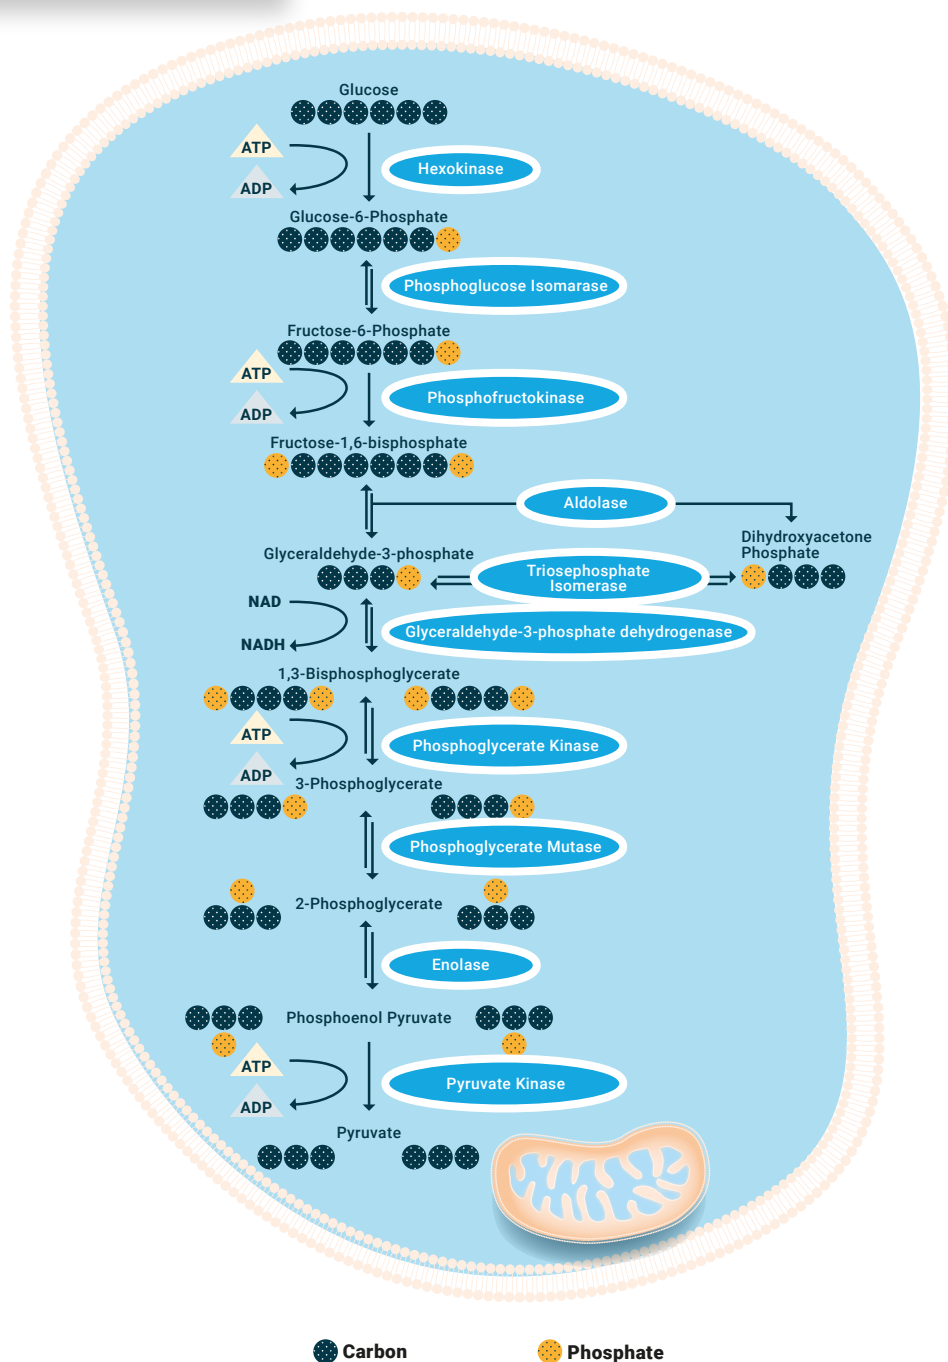 Glucose
ATP
ADP
Hexokinase
Glucose-6-Phosphate
Phosphoglucose Isomarase
Fructose-6-Phosphate
ATP
ADP
Phosphofructokinase
Fructose-1,6-bisphosphate
Aldolase
Dihydroxyacetone
Phosphate
Glyceraldehyde-3-phosphate
Triosephosphate
Isomerase
NAD
NADH
Glyceraldehyde-3-phosphate dehydrogenase
1,3-Bisphosphoglycerate
ATP
ADP
Phosphoglycerate Kinase
3-Phosphoglycerate
Phosphoglycerate Mutase
2-Phosphoglycerate
Enolase
Phosphoenol Pyruvate
ATP
ADP
Pyruvate Kinase
Pyruvate
Carbon
Phosphate